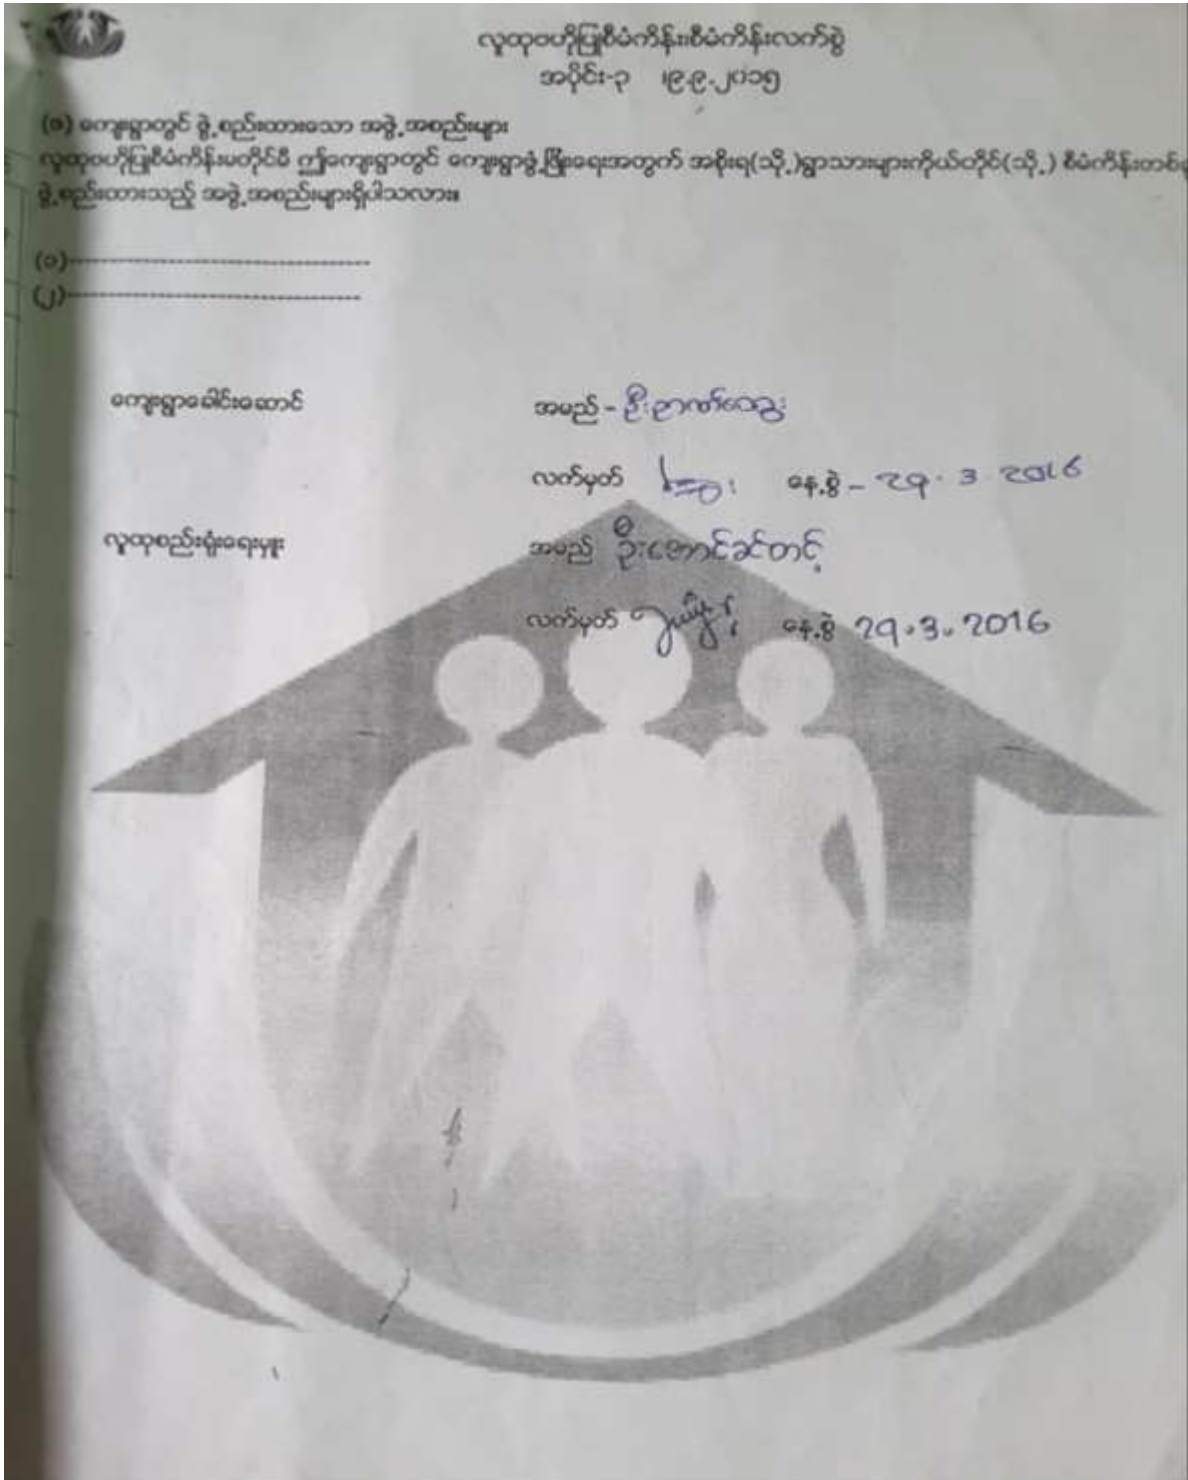 လူထုဗဟိုပြုစီမံကိန်း၊စီမံကိန်းလက်စွဲ
အပိုင်း-၃ ၊၉.၉.၂၀၁၅
(ဇ) ကျေးရွာတွင် ဖွဲ့စည်းထားသော အဖွဲ့အစည်းများ
လူထုဗဟိုပြုစီမံကိန်းမတိုင်မီ ဤကျေးရွာတွင် ကျေးရွာဖွံ့ဖြိုးရေးအတွက် အစိုးရ(သို့)ရွာသားများကိုယ်တိုင်(သို့) စီမံကိန်းတစ်ခု
ဖွဲ့စည်းထားသည့် အဖွဲ့အစည်းများရှိပါသလား။
(၁)------------------------------------
(၂)------------------------------------
ကျေးရွာခေါင်းဆောင် အမည် - ဦးဉာဏ်ထွေး
လက်မှတ် နေ့စွဲ - 29.3.2016
လူထုစည်းရုံးရေးမှူး အမည် ဦးအောင်ခင်တင့်
လက်မှတ် နေ့စွဲ 29.3.2016